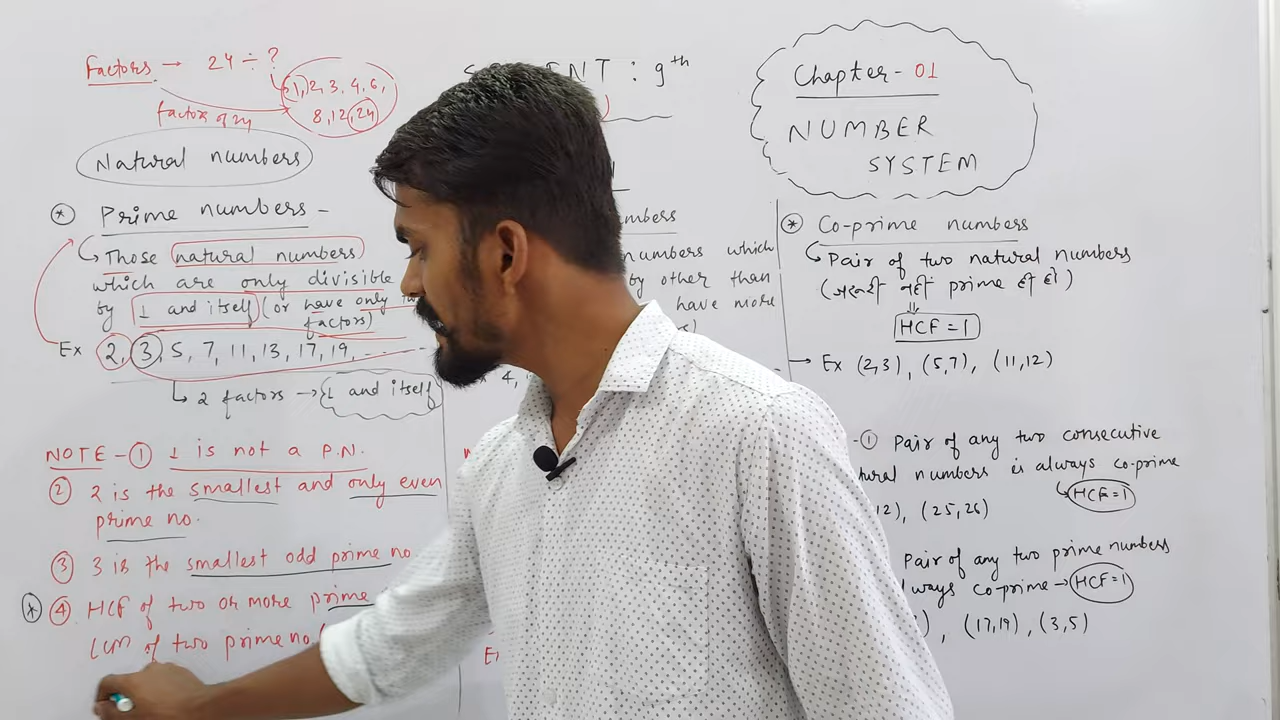 Factors → 24 ÷ ?
1, 2, 3, 4, 6,
8, 12, 24
factors of 24
Natural numbers
* Prime numbers -
Those natural numbers
which are only divisible
by 1 and itself (or have only
factors)
Ex 2, 3, 5, 7, 11, 13, 17, 19, ------
2 factors → 1 and itself
NOTE - ① 1 is not a P.N.
② 2 is the smallest and only even
prime no.
③ 3 is the smallest odd prime no
* ④ HCF of two or more prime
LCM of two prime no
NT : 9th
umbers which
by other than
have more
4,
Chapter - 01
NUMBER
SYSTEM
* Co-prime numbers
Pair of two natural numbers
(जरूरी नहीं prime ही हो)
⇓
HCF = 1
→ Ex (2,3), (5,7), (11,12)
-① Pair of any two consecutive
numbers is always co-prime
HCF=1
12), (25,26)
Pair of any two prime numbers
ways co-prime → HCF=1
), (17,19), (3,5)